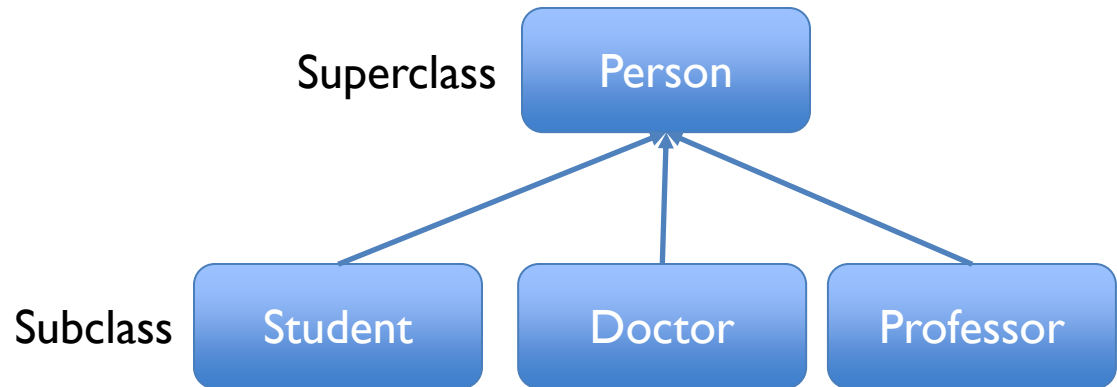 Superclass
Person
Subclass
Student
Doctor
Professor